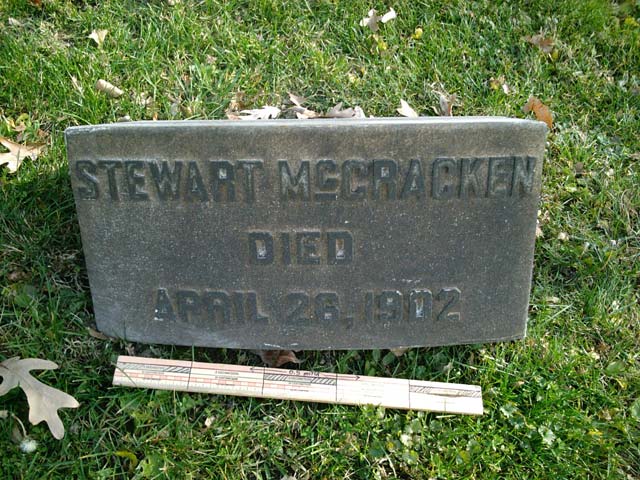 STEWART McCRACKEN
DIED
APRIL 26, 1902